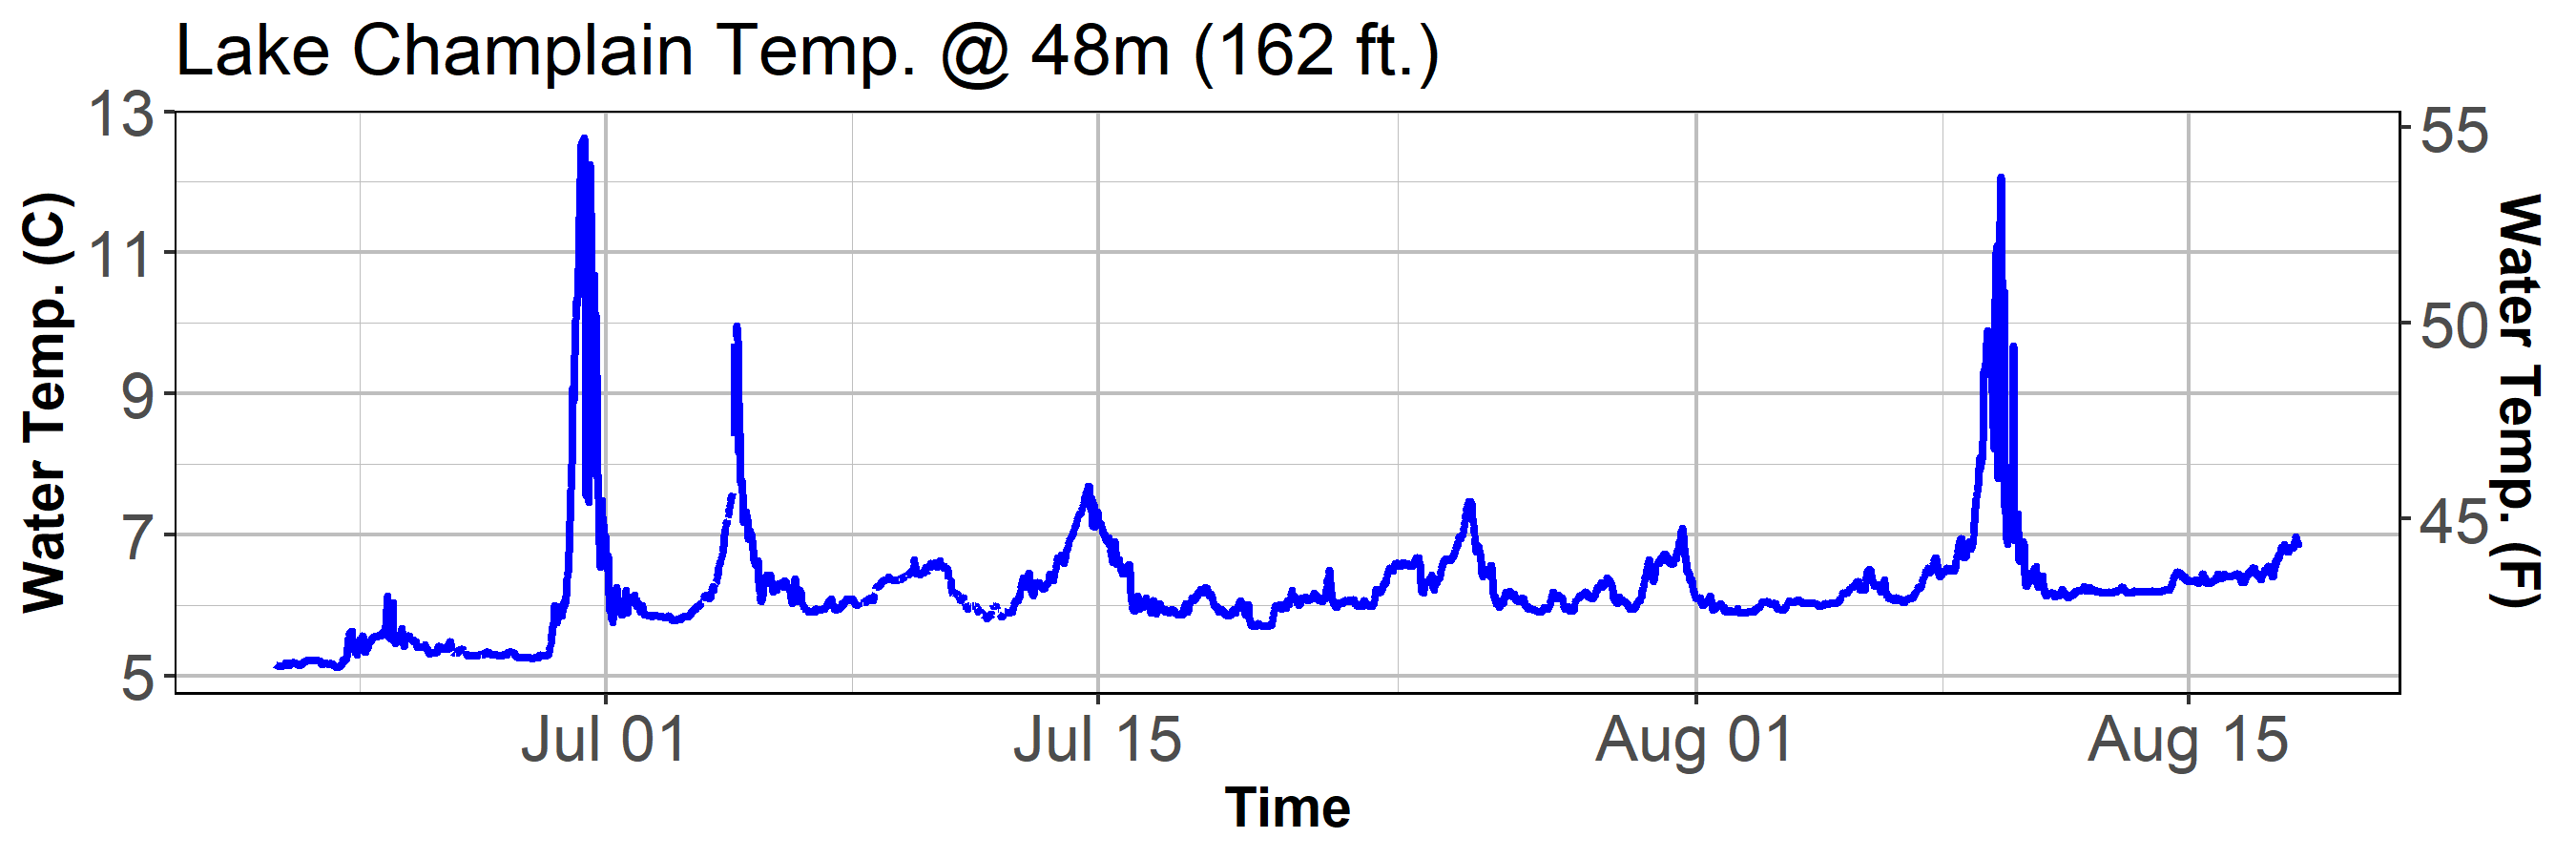 Lake Champlain Temp. @ 48m (162 ft.)
Water Temp. (C)
13
11
9
7
5
55
50
45
Water Temp. (F)
Jul 01
Jul 15
Aug 01
Aug 15
Time